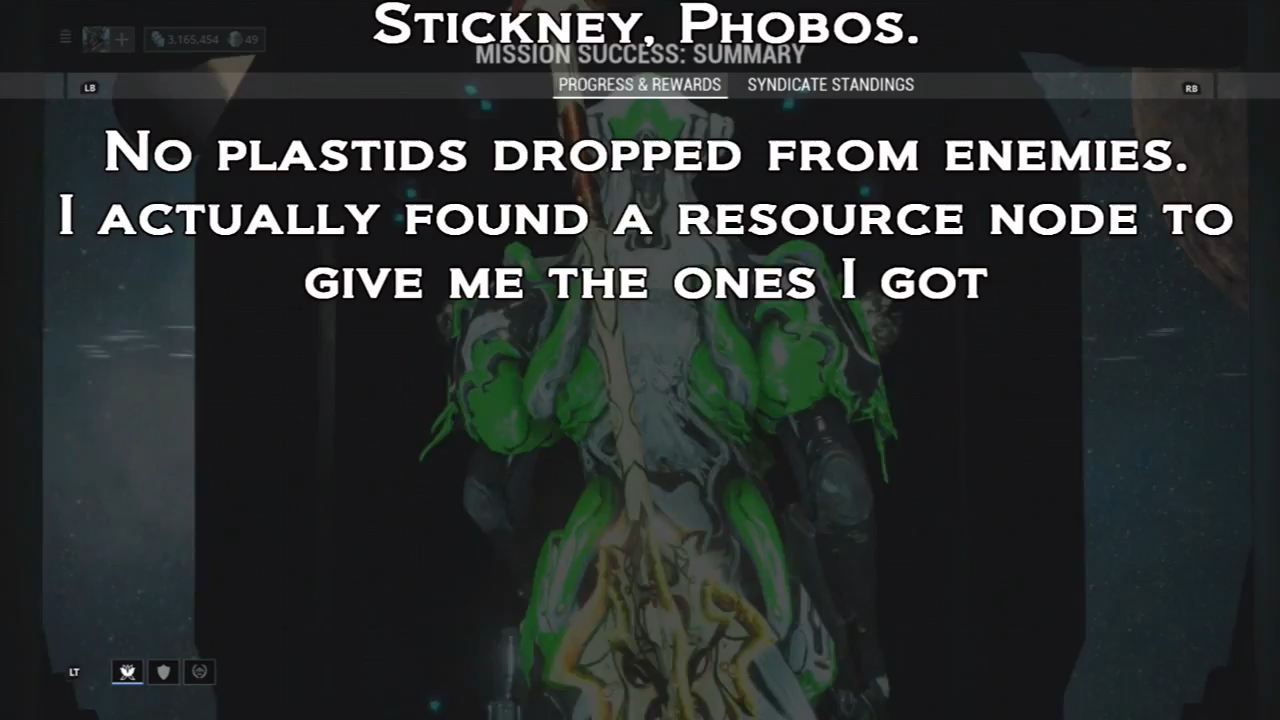 Stickney, Phobos.
3,165,454 49
MISSION SUCCESS: SUMMARY
LB PROGRESS & REWARDS SYNDICATE STANDINGS RB
No plastids dropped from enemies.
I actually found a resource node to
give me the ones I got
LT